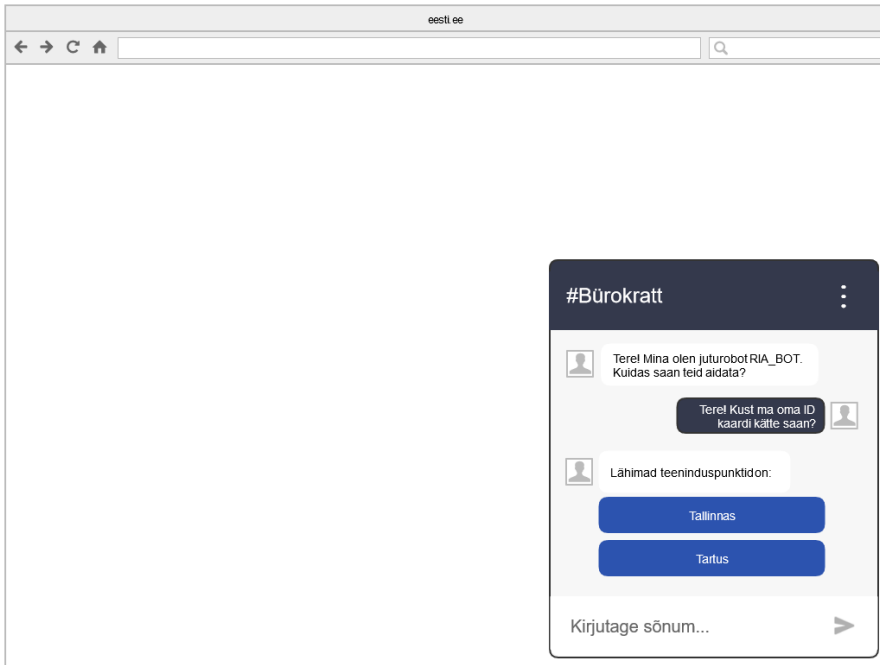 eesti.ee
#Bürokratt
Tere! Mina olen juturobot RIA_BOT.
Kuidas saan teid aidata?
Tere! Kust ma oma ID
kaardi kätte saan?
Lähimad teeninduspunktid on:
Tallinnas
Tartus
Kirjutage sõnum...